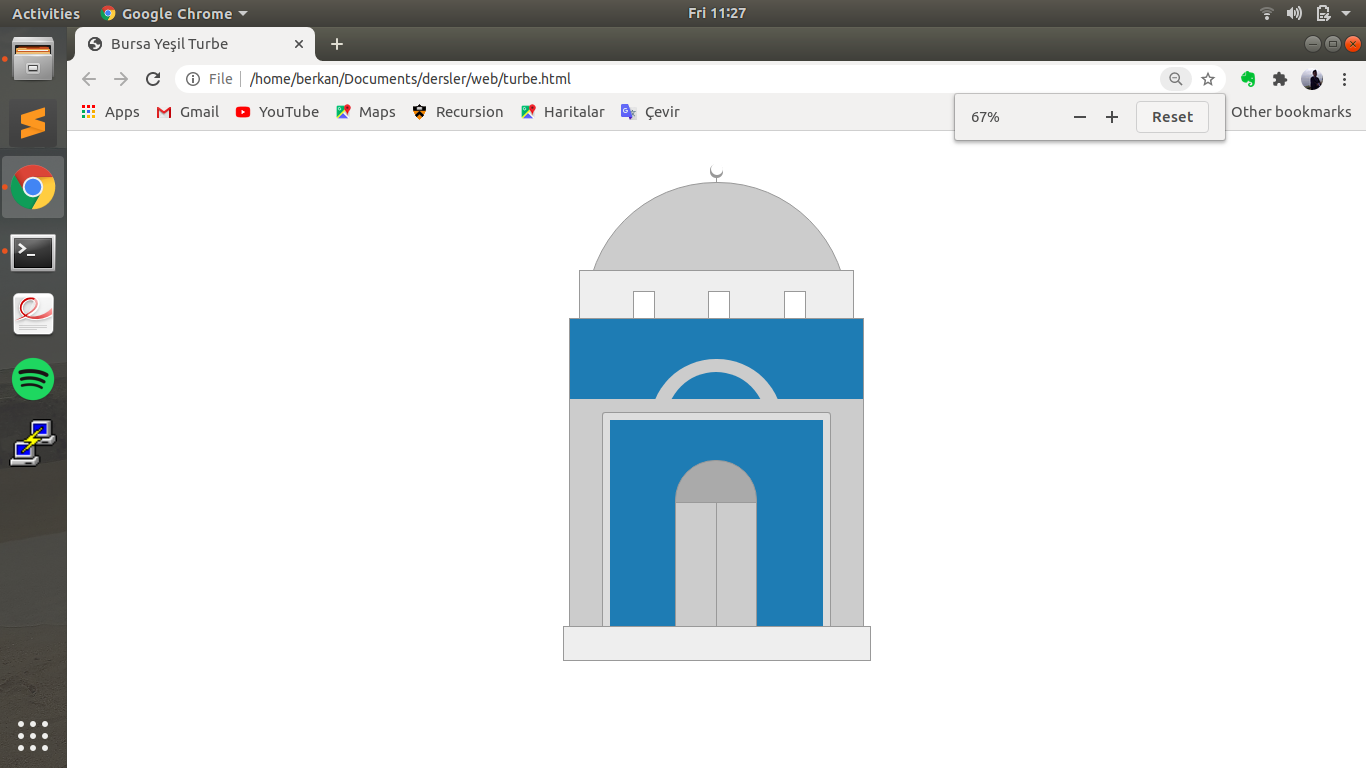 Activities Google Chrome Fri 11:27
Bursa Yeşil Turbe
File /home/berkan/Documents/dersler/web/turbe.html
Apps Gmail YouTube Maps Recursion Haritalar Çevir Other bookmarks
67% Reset